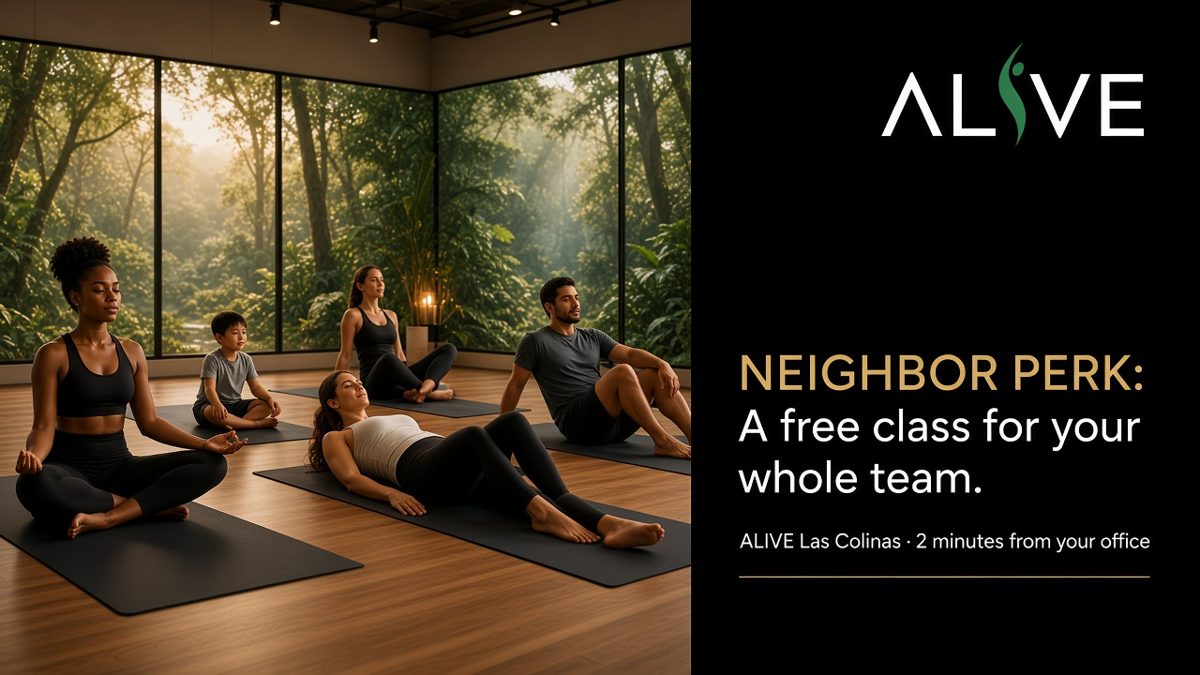 ALIVE
NEIGHBOR PERK:
A free class for your
whole team.
ALIVE Las Colinas · 2 minutes from your office